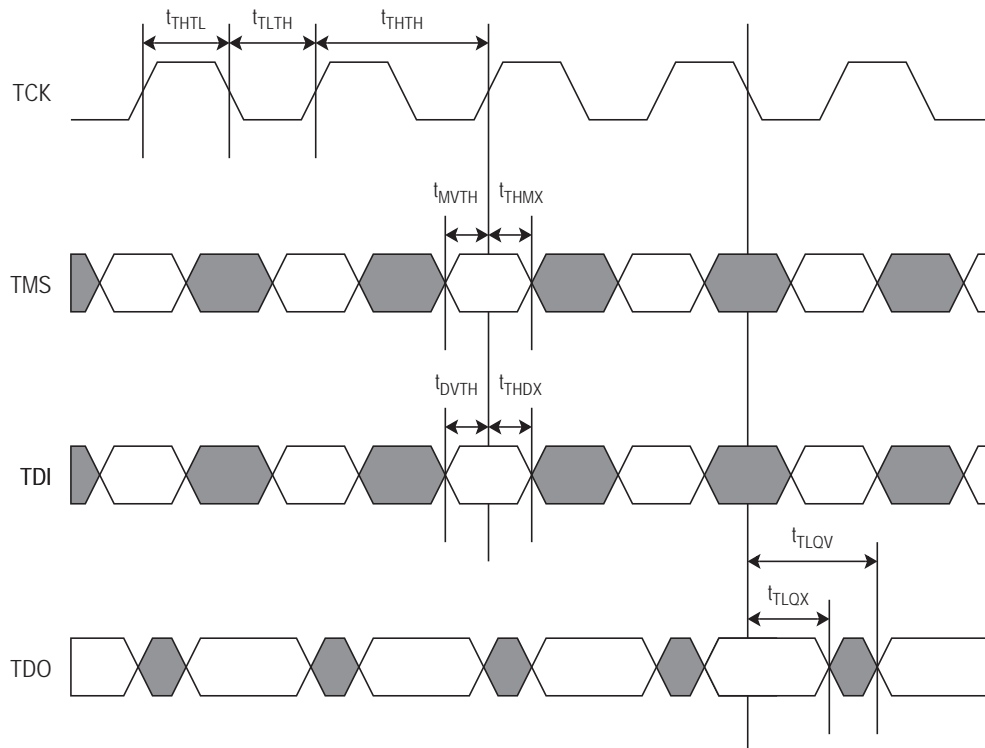 tTHTL tTLTH tTHTH
TCK
tMVTH tTHMX
TMS
tDVTH tTHDX
TDI
tTLQV
tTLQX
TDO